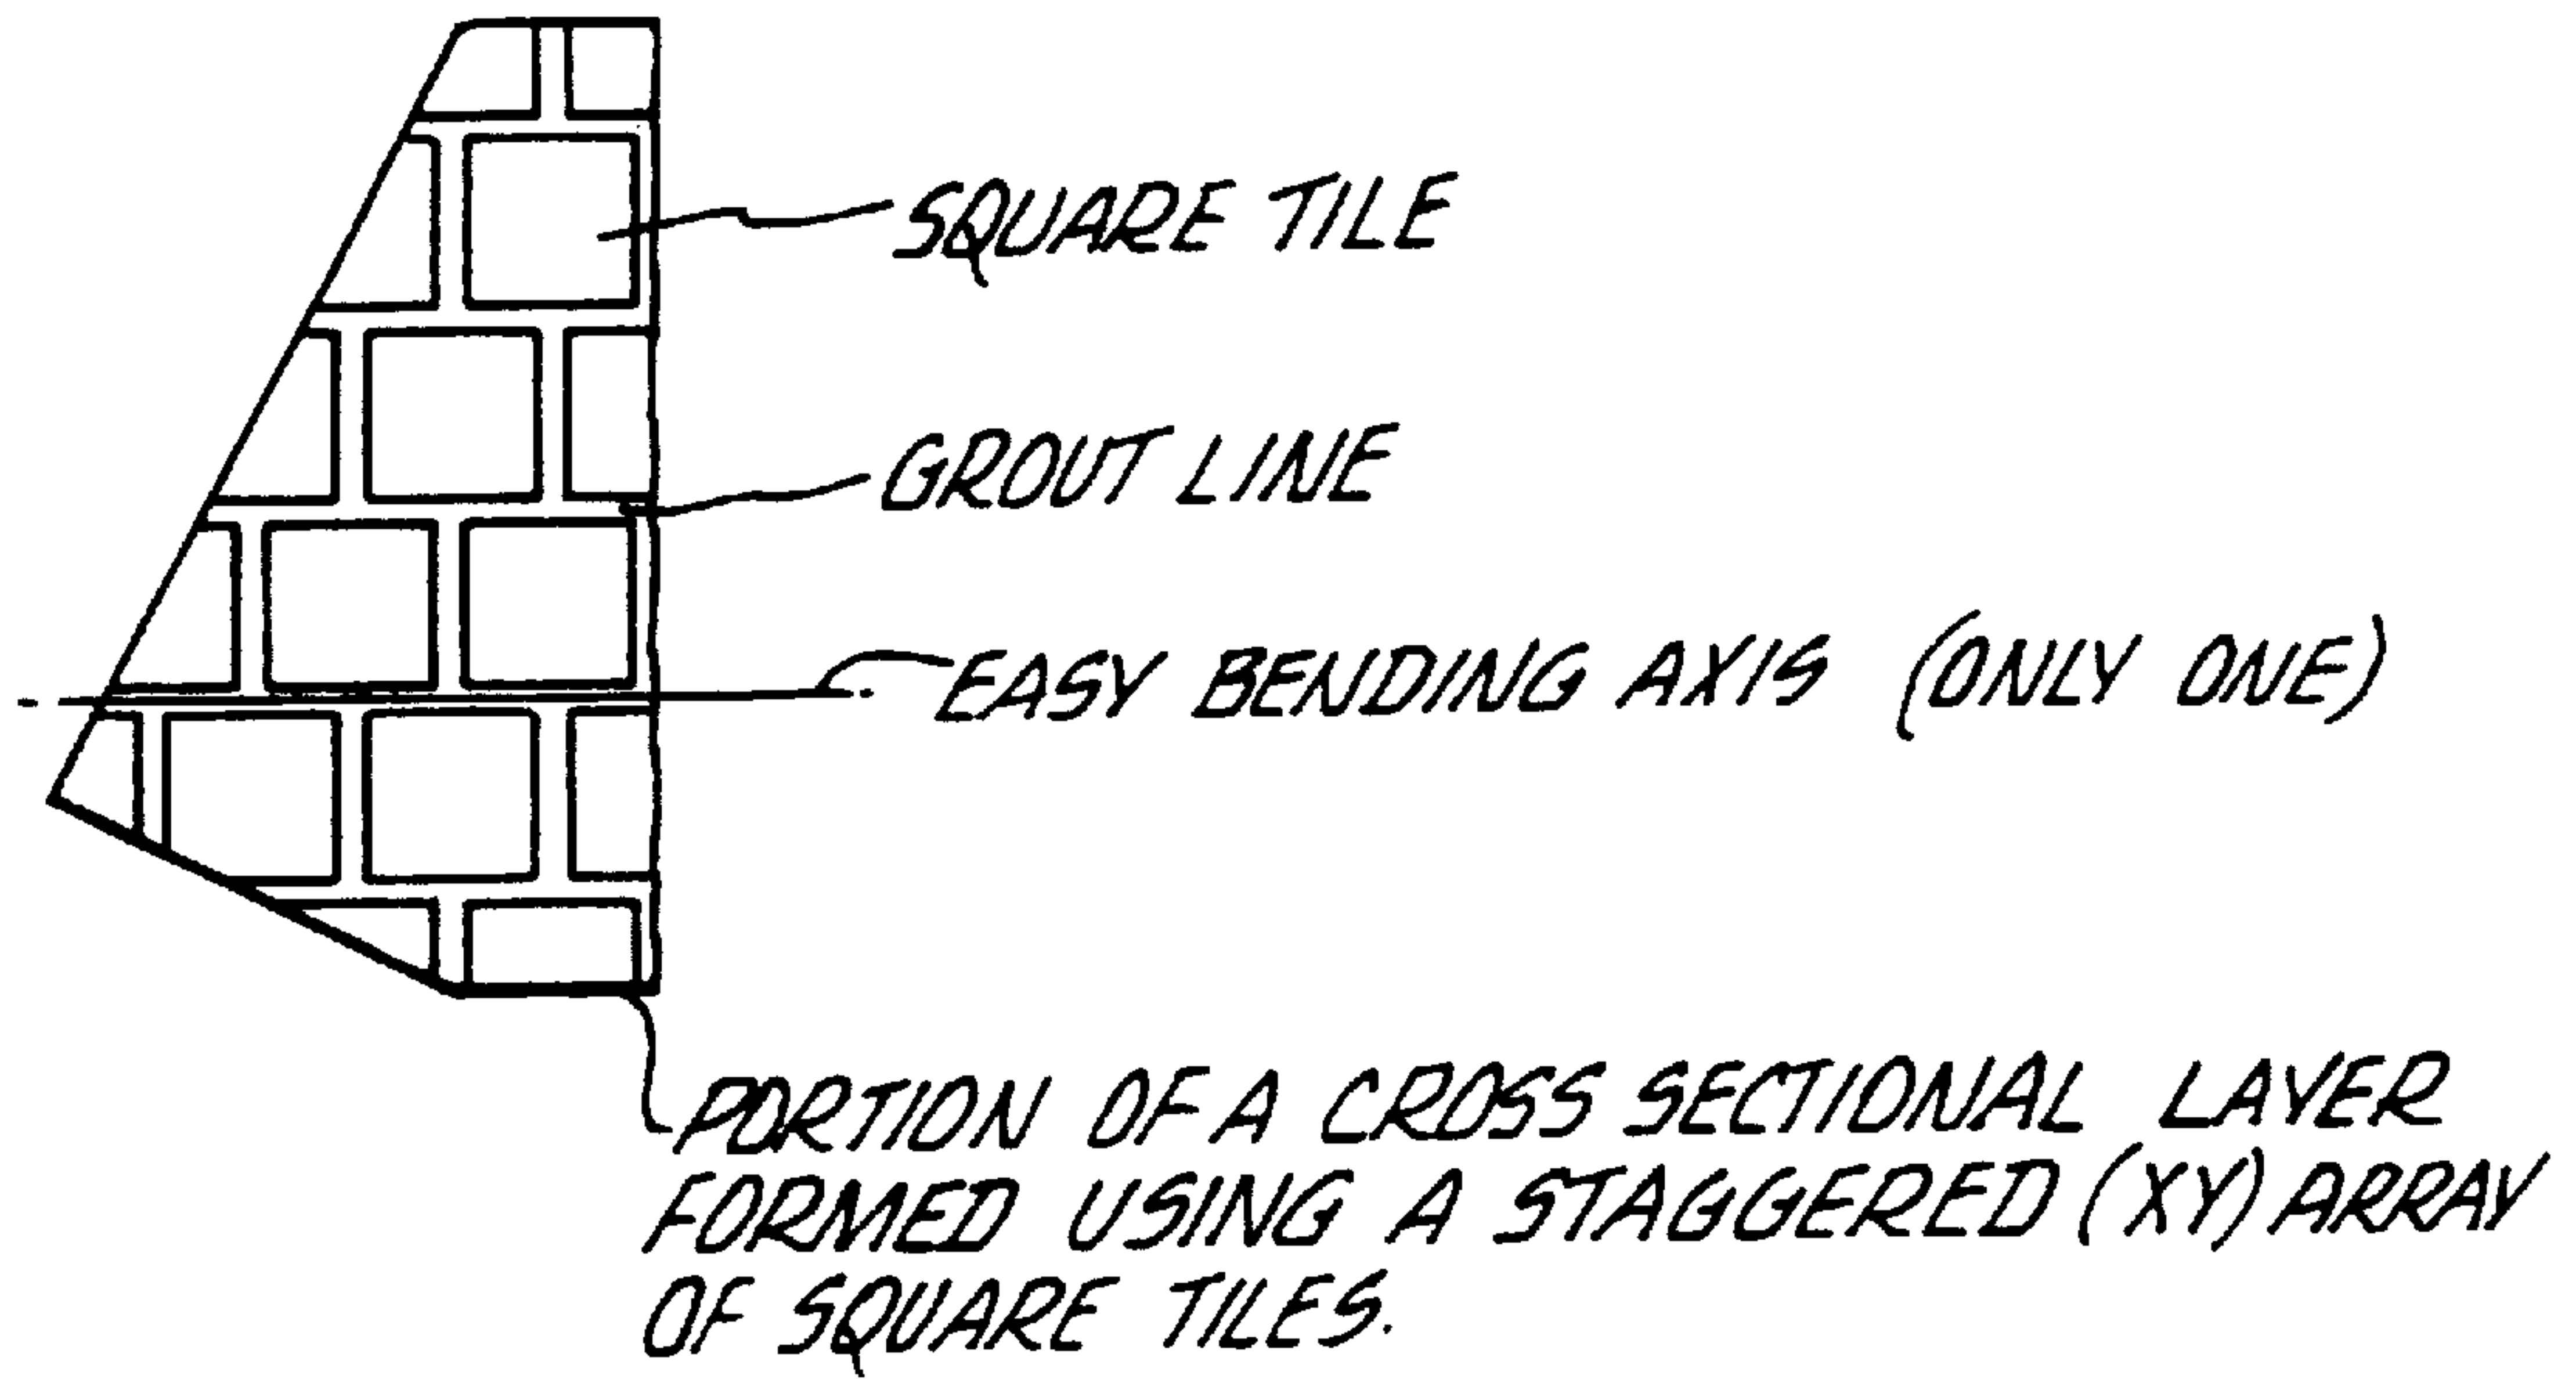 SQUARE TILE
GROUT LINE
EASY BENDING AXIS (ONLY ONE)
PORTION OF A CROSS SECTIONAL LAYER
FORMED USING A STAGGERED (XY) ARRAY
OF SQUARE TILES.